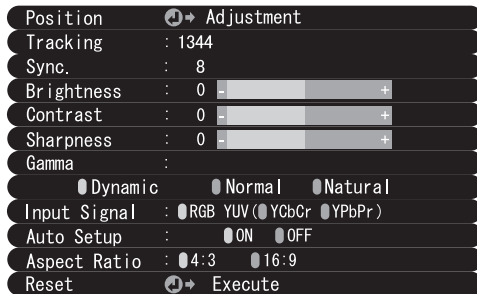 Position Adjustment
Tracking : 1344
Sync. : 8
Brightness : 0 - +
Contrast : 0 - +
Sharpness : 0 - +
Gamma :
Dynamic Normal Natural
Input Signal : RGB YUV(YCbCr YPbPr)
Auto Setup : ON OFF
Aspect Ratio : 4:3 16:9
Reset Execute